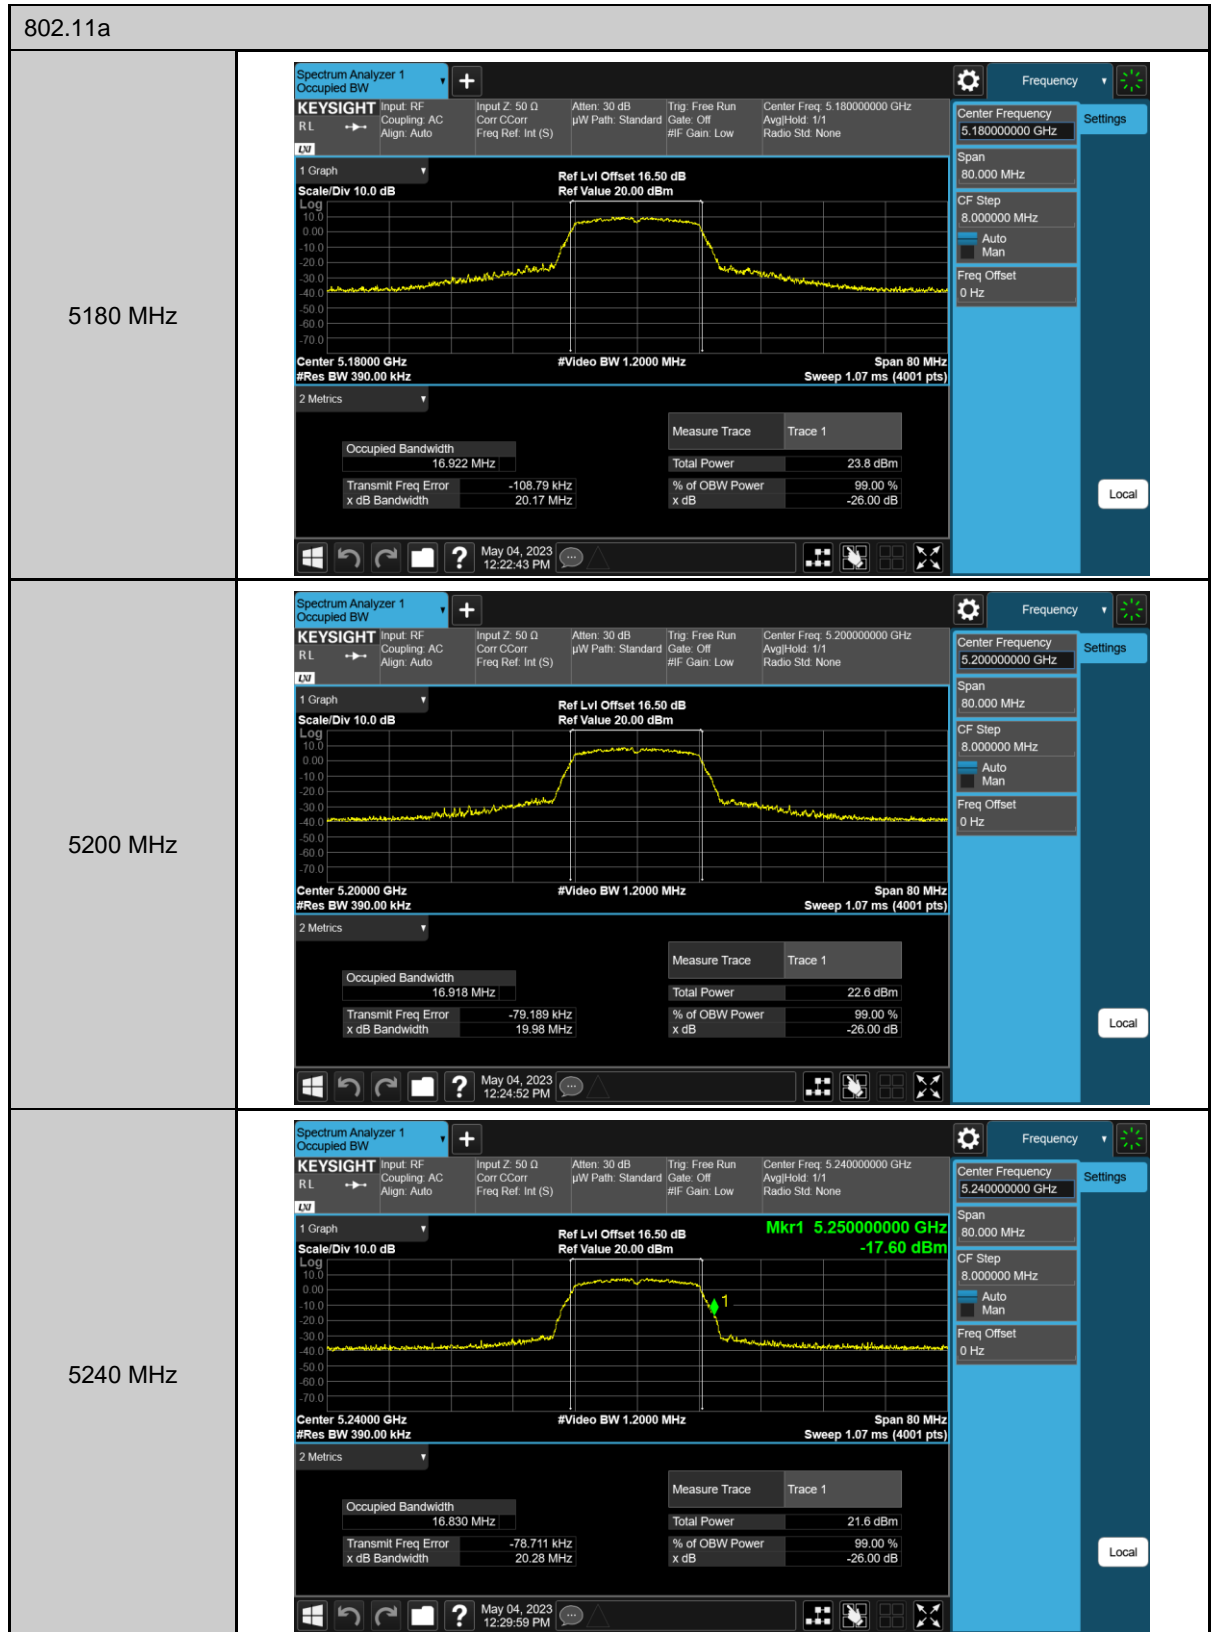 802.11a
5180 MHz
Spectrum Analyzer 1
Occupied BW
Frequency
KEYSIGHT
RL
LXI
Input: RF
Coupling: AC
Align: Auto
Input Z: 50 Ω
Corr CCorr
Freq Ref: Int (S)
Atten: 30 dB
µW Path: Standard
Trig: Free Run
Gate: Off
#IF Gain: Low
Center Freq: 5.180000000 GHz
Avg|Hold: 1/1
Radio Std: None
Center Frequency
5.180000000 GHz
Settings
Span
80.000 MHz
CF Step
8.000000 MHz
Auto
Man
Freq Offset
0 Hz
Local
1 Graph
Scale/Div 10.0 dB
Ref Lvl Offset 16.50 dB
Ref Value 20.00 dBm
Log
10.0
0.00
-10.0
-20.0
-30.0
-40.0
-50.0
-60.0
-70.0
Center 5.18000 GHz
#Video BW 1.2000 MHz
Span 80 MHz
#Res BW 390.00 kHz
Sweep 1.07 ms (4001 pts)
2 Metrics
Measure Trace Trace 1
Occupied Bandwidth
16.922 MHz
Total Power 23.8 dBm
Transmit Freq Error -108.79 kHz
% of OBW Power 99.00 %
x dB Bandwidth 20.17 MHz
x dB -26.00 dB
?
May 04, 2023
12:22:43 PM
5200 MHz
Spectrum Analyzer 1
Occupied BW
Frequency
KEYSIGHT
RL
LXI
Input: RF
Coupling: AC
Align: Auto
Input Z: 50 Ω
Corr CCorr
Freq Ref: Int (S)
Atten: 30 dB
µW Path: Standard
Trig: Free Run
Gate: Off
#IF Gain: Low
Center Freq: 5.200000000 GHz
Avg|Hold: 1/1
Radio Std: None
Center Frequency
5.200000000 GHz
Settings
Span
80.000 MHz
CF Step
8.000000 MHz
Auto
Man
Freq Offset
0 Hz
Local
1 Graph
Scale/Div 10.0 dB
Ref Lvl Offset 16.50 dB
Ref Value 20.00 dBm
Log
10.0
0.00
-10.0
-20.0
-30.0
-40.0
-50.0
-60.0
-70.0
Center 5.20000 GHz
#Video BW 1.2000 MHz
Span 80 MHz
#Res BW 390.00 kHz
Sweep 1.07 ms (4001 pts)
2 Metrics
Measure Trace Trace 1
Occupied Bandwidth
16.918 MHz
Total Power 22.6 dBm
Transmit Freq Error -79.189 kHz
% of OBW Power 99.00 %
x dB Bandwidth 19.98 MHz
x dB -26.00 dB
?
May 04, 2023
12:24:52 PM
5240 MHz
Spectrum Analyzer 1
Occupied BW
Frequency
KEYSIGHT
RL
LXI
Input: RF
Coupling: AC
Align: Auto
Input Z: 50 Ω
Corr CCorr
Freq Ref: Int (S)
Atten: 30 dB
µW Path: Standard
Trig: Free Run
Gate: Off
#IF Gain: Low
Center Freq: 5.240000000 GHz
Avg|Hold: 1/1
Radio Std: None
Center Frequency
5.240000000 GHz
Settings
Span
80.000 MHz
CF Step
8.000000 MHz
Auto
Man
Freq Offset
0 Hz
Local
1 Graph
Scale/Div 10.0 dB
Ref Lvl Offset 16.50 dB
Ref Value 20.00 dBm
Mkr1 5.250000000 GHz
-17.60 dBm
Log
10.0
0.00
-10.0
-20.0
-30.0
-40.0
-50.0
-60.0
-70.0
1
Center 5.24000 GHz
#Video BW 1.2000 MHz
Span 80 MHz
#Res BW 390.00 kHz
Sweep 1.07 ms (4001 pts)
2 Metrics
Measure Trace Trace 1
Occupied Bandwidth
16.830 MHz
Total Power 21.6 dBm
Transmit Freq Error -78.711 kHz
% of OBW Power 99.00 %
x dB Bandwidth 20.28 MHz
x dB -26.00 dB
?
May 04, 2023
12:29:59 PM